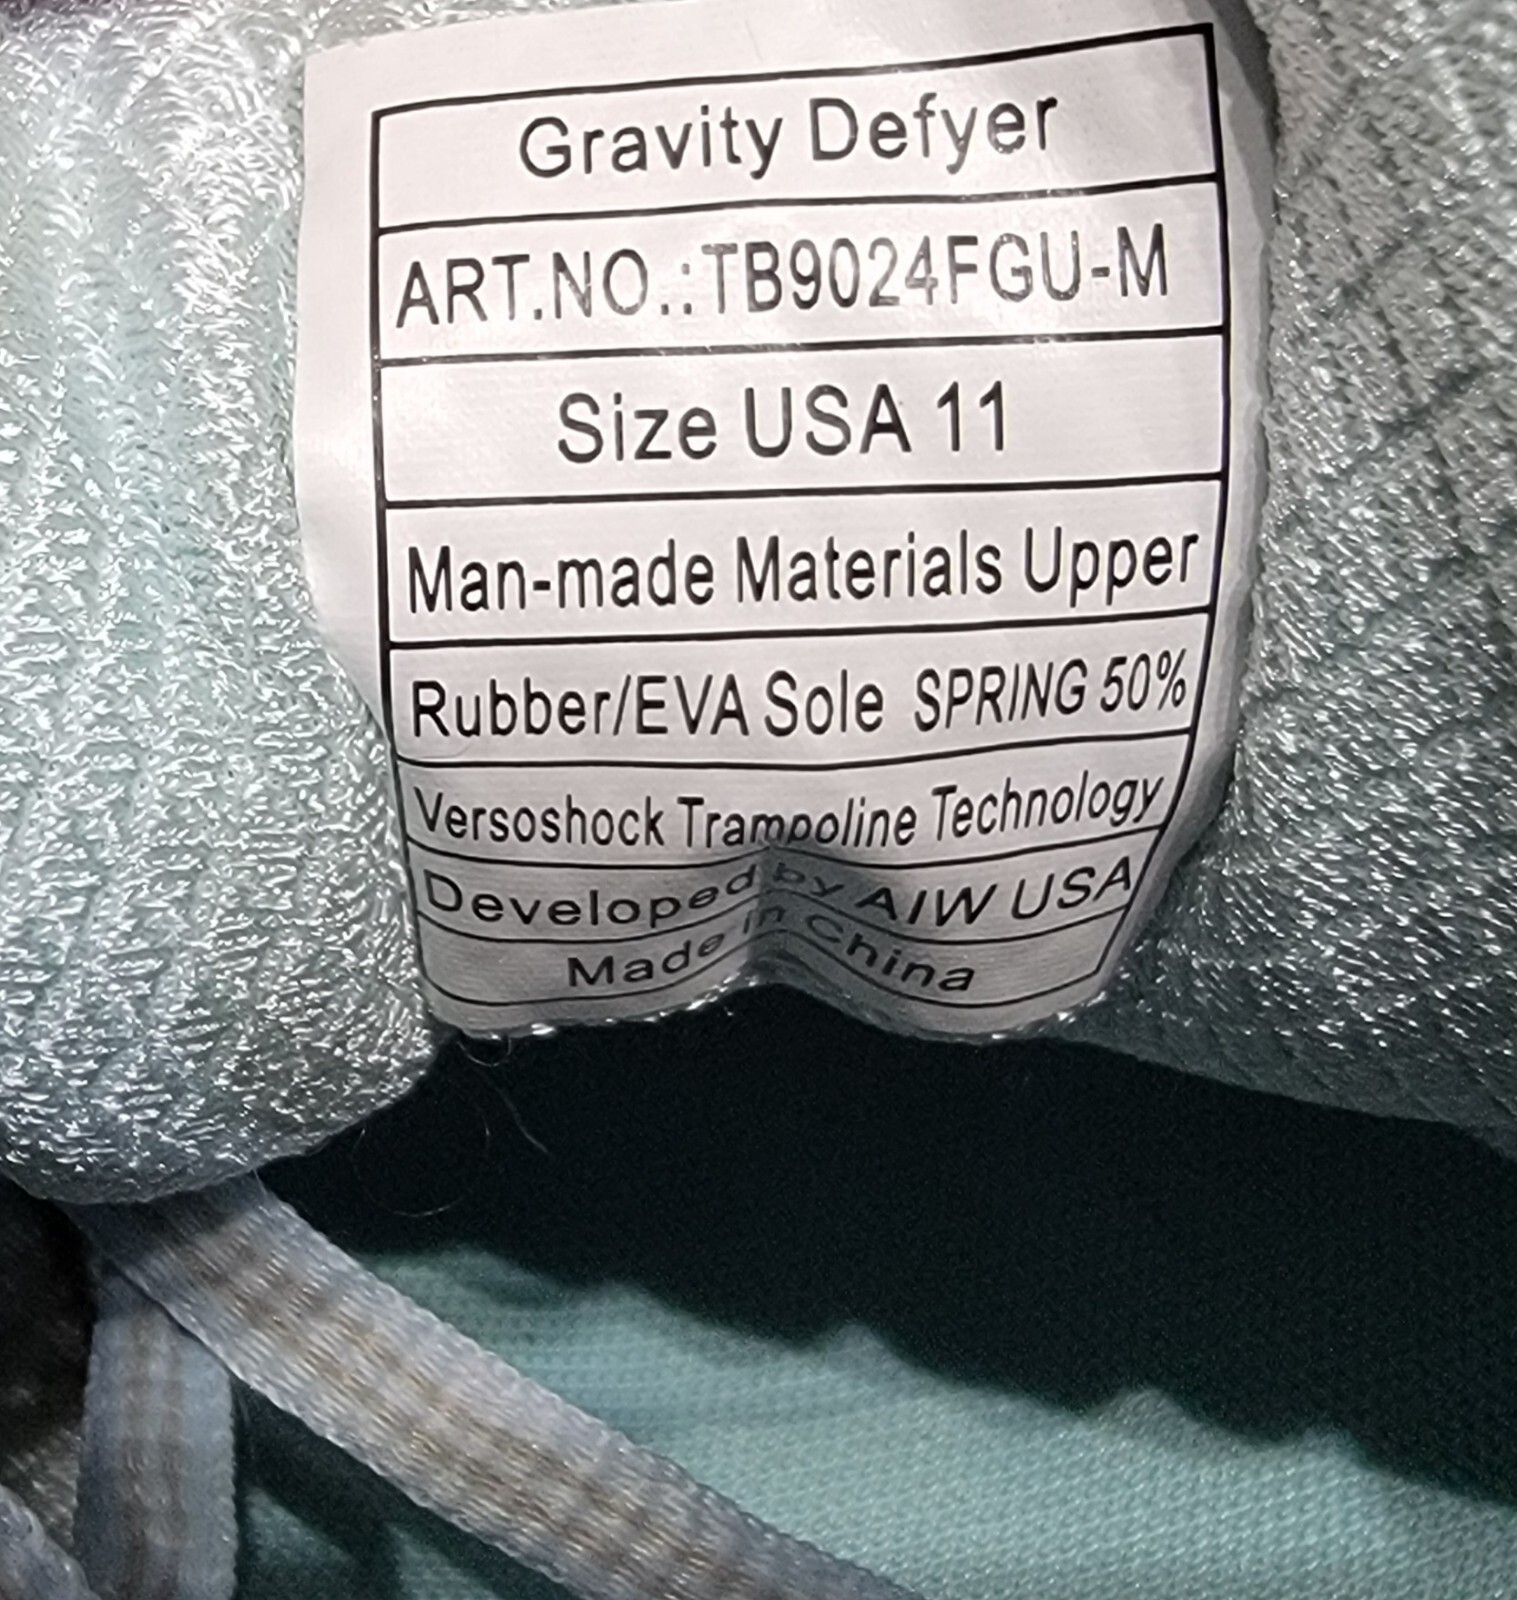 Gravity Defyer
ART.NO.:TB9024FGU-M
Size USA 11
Man-made Materials Upper
Rubber/EVA Sole SPRING 50%
Versoshock Trampoline Technology
Developed by AIW USA
Made in China